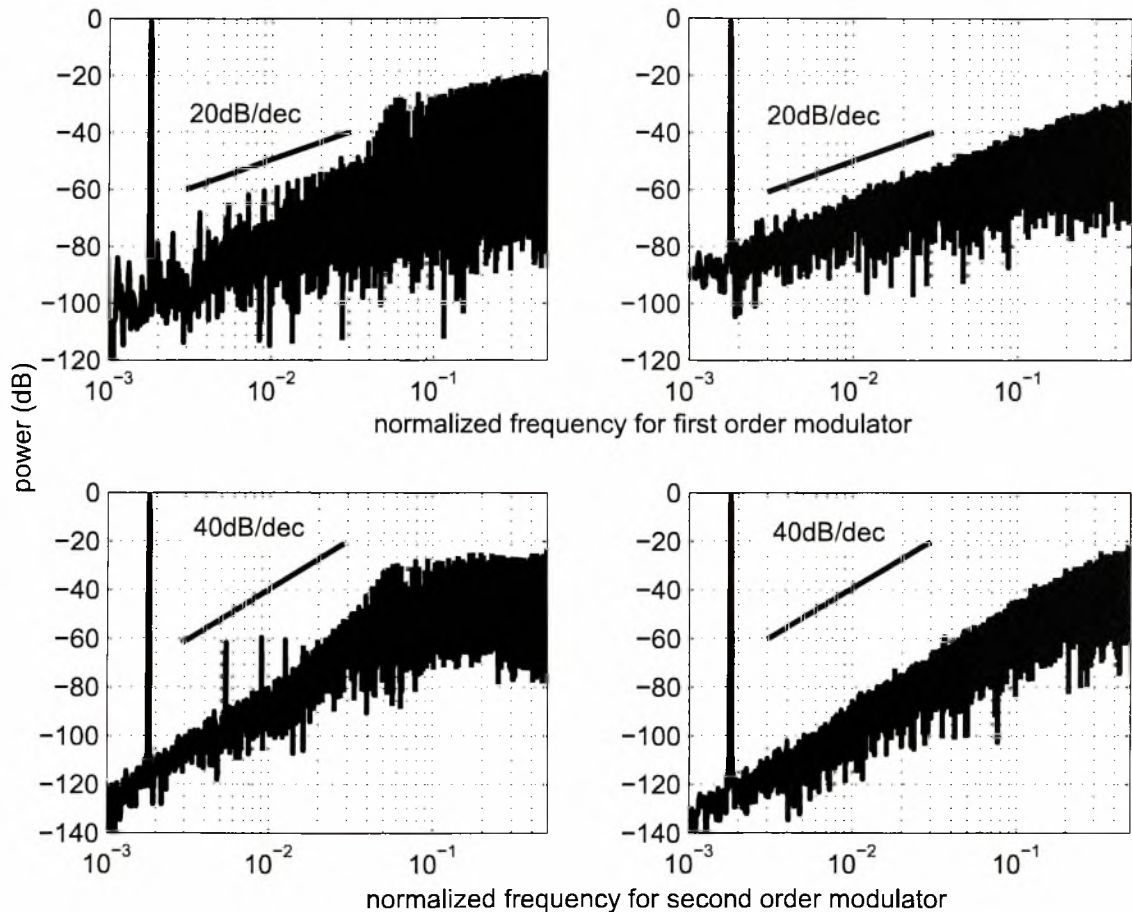 power (dB)
0
−20
−40
−60
−80
−100
−120
20dB/dec
10⁻³ 10⁻² 10⁻¹
0
−20
−40
−60
−80
−100
−120
20dB/dec
10⁻³ 10⁻² 10⁻¹
normalized frequency for first order modulator
0
−20
−40
−60
−80
−100
−120
−140
40dB/dec
10⁻³ 10⁻² 10⁻¹
0
−20
−40
−60
−80
−100
−120
−140
40dB/dec
10⁻³ 10⁻² 10⁻¹
normalized frequency for second order modulator